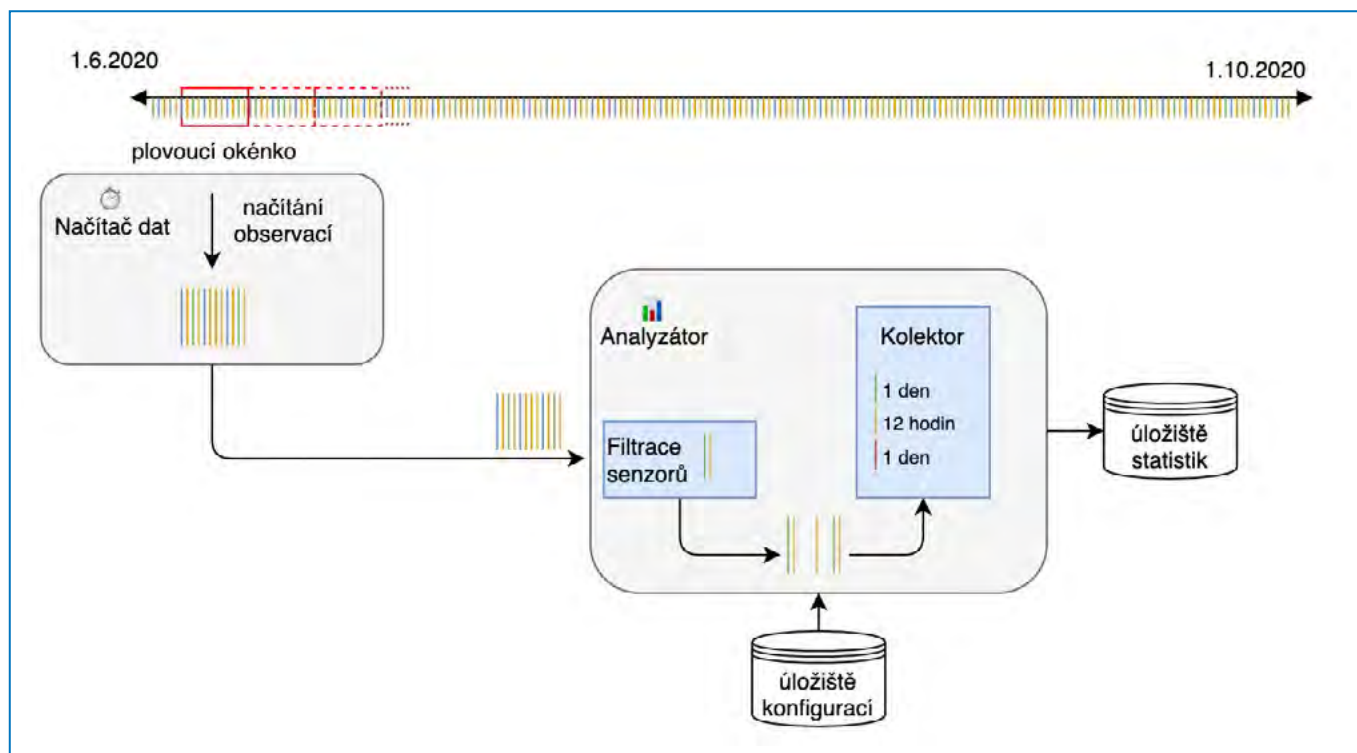 1.6.2020
1.10.2020
plovoucí okénko
Načítač dat
načítání
observací
Analyzátor
Kolektor
1 den
12 hodin
1 den
Filtrace
senzorů
úložiště
statistik
úložiště
konfigurací